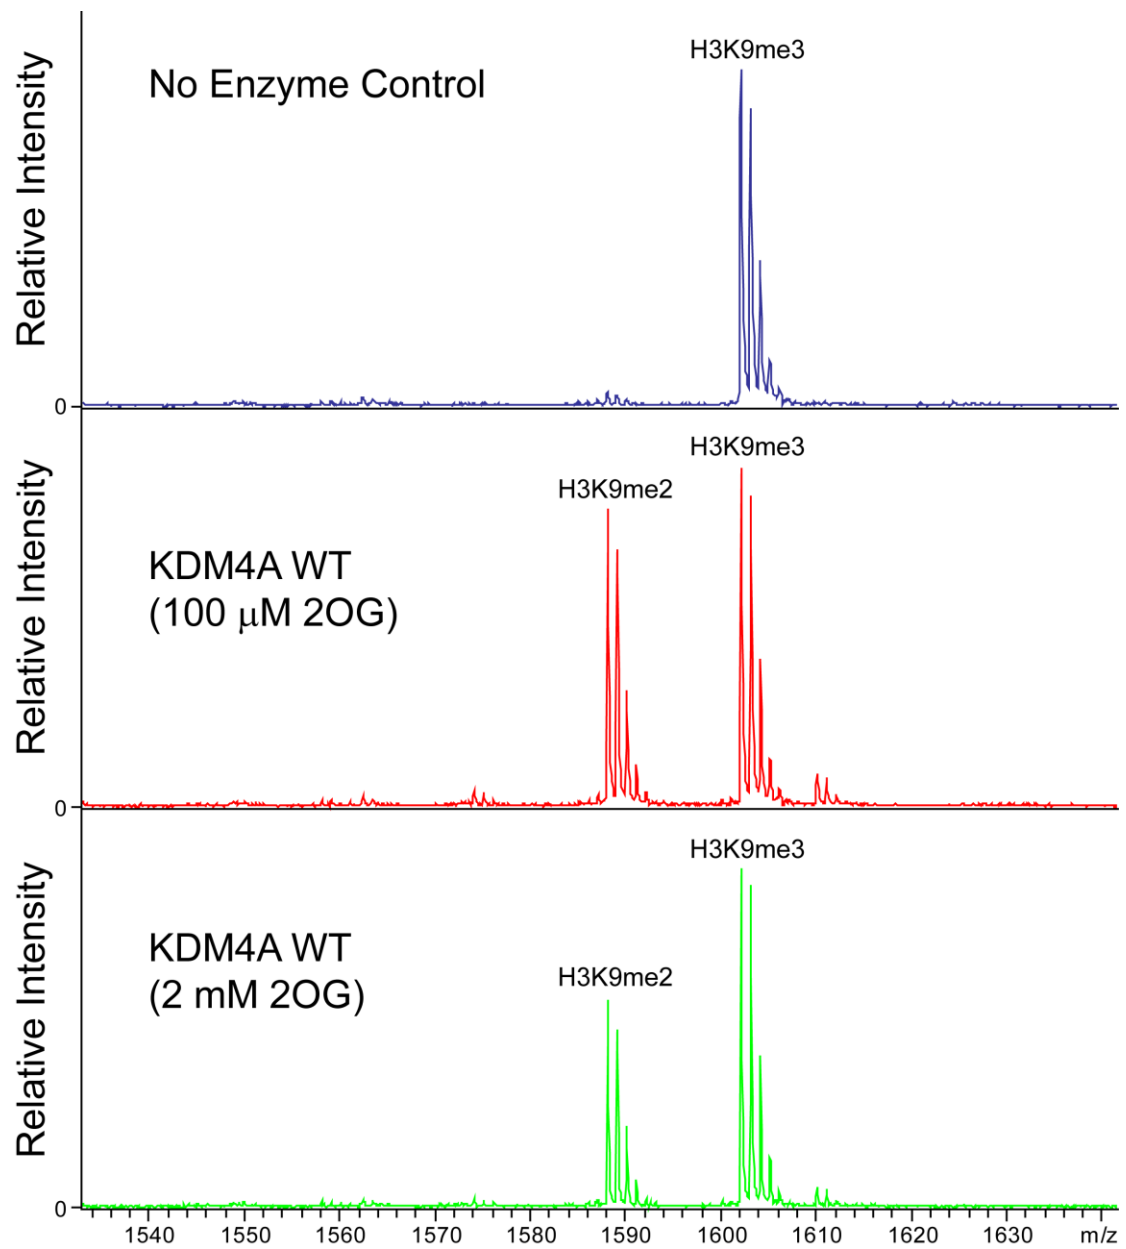 Relative Intensity
No Enzyme Control
H3K9me3
0
Relative Intensity
KDM4A WT
(100 μM 2OG)
H3K9me2
H3K9me3
0
Relative Intensity
KDM4A WT
(2 mM 2OG)
H3K9me2
H3K9me3
0
1540 1550 1560 1570 1580 1590 1600 1610 1620 1630 m/z